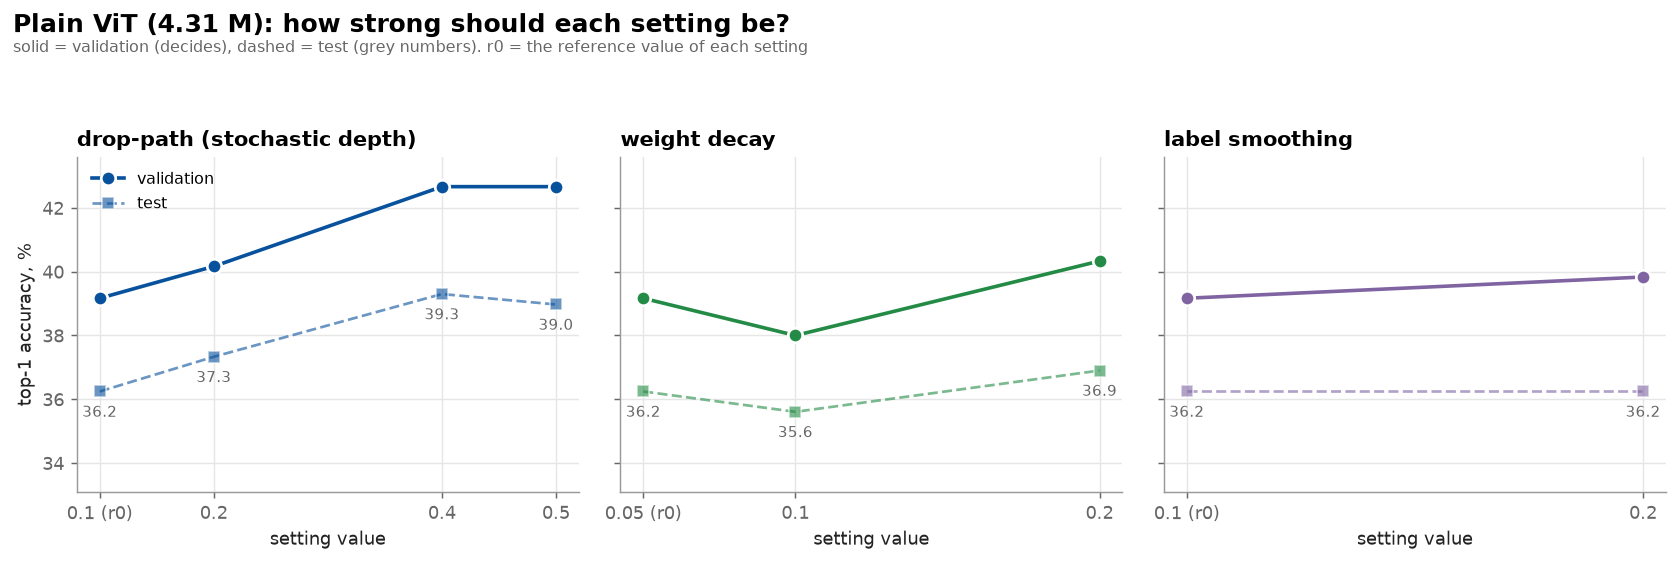 Plain ViT (4.31 M): how strong should each setting be?
solid = validation (decides), dashed = test (grey numbers). r0 = the reference value of each setting
drop-path (stochastic depth)
validation
test
top-1 accuracy, %
42
40
38
36
34
36.2
37.3
39.3
39.0
0.1 (r0)
0.2
0.4
0.5
setting value
weight decay
36.2
35.6
36.9
0.05 (r0)
0.1
0.2
setting value
label smoothing
36.2
36.2
0.1 (r0)
0.2
setting value